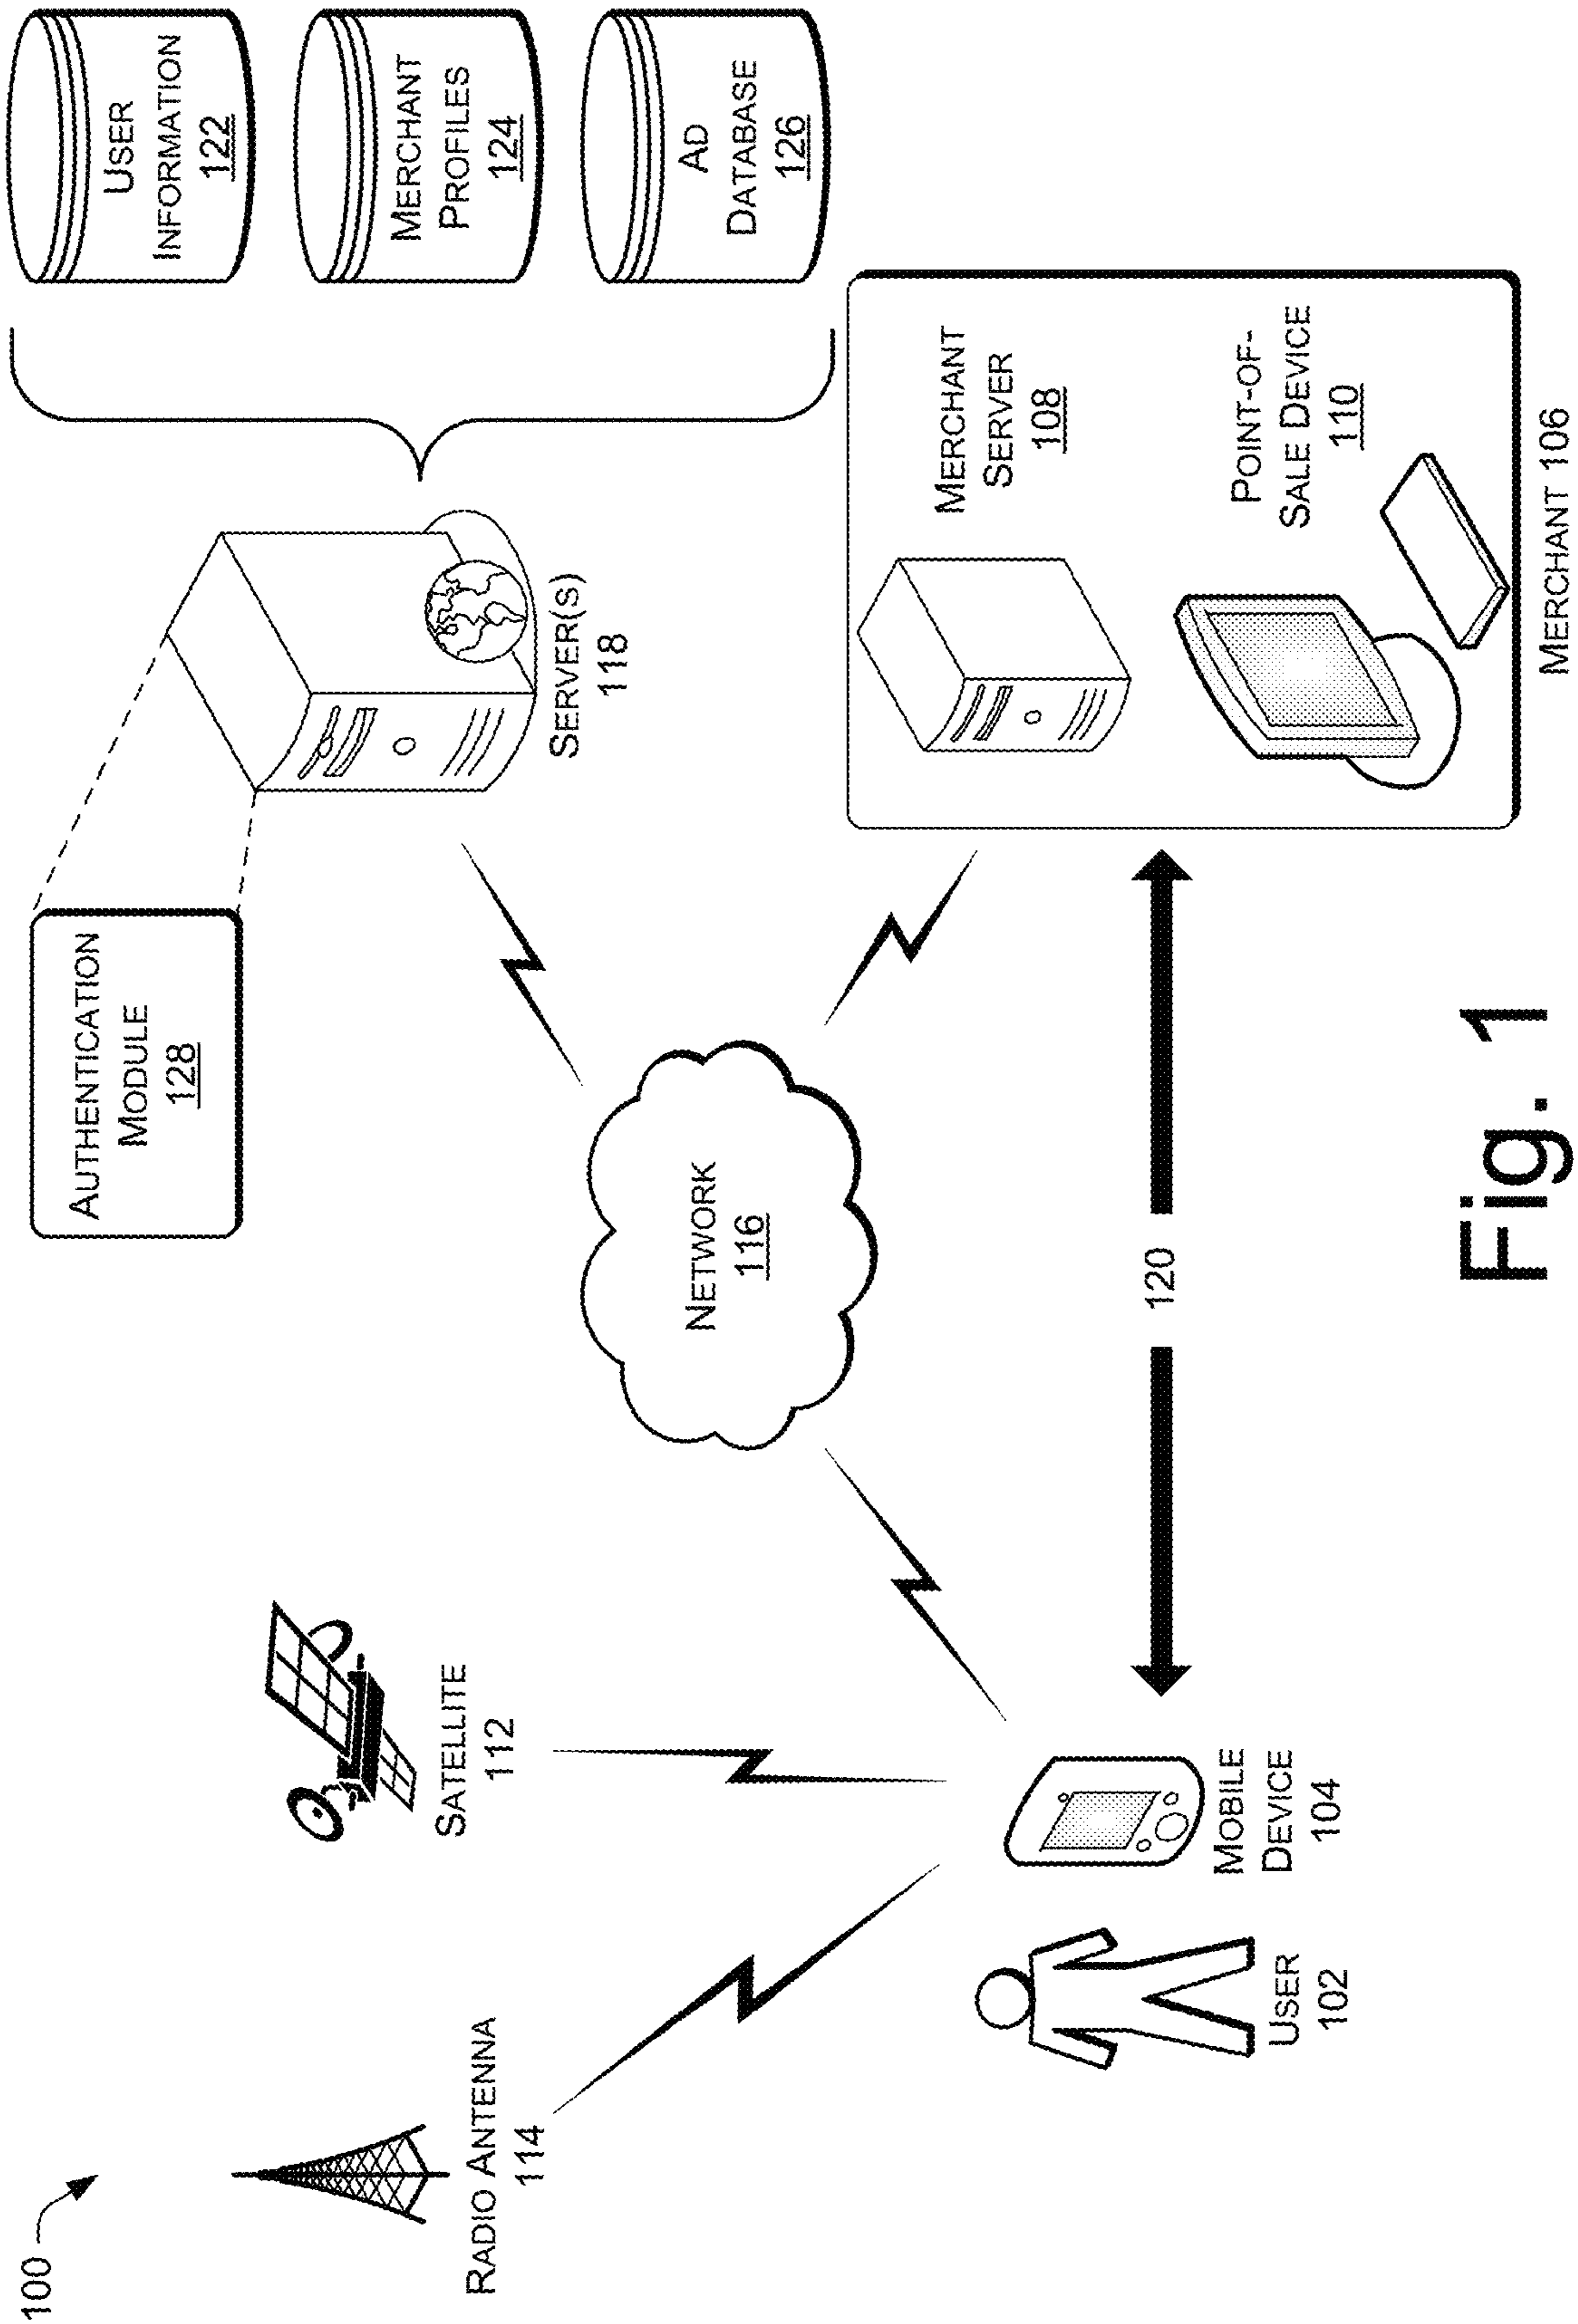 100
RADIO ANTENNA
114
SATELLITE
112
AUTHENTICATION
MODULE
128
SERVER(S)
118
USER
INFORMATION
122
MERCHANT
PROFILES
124
AD
DATABASE
126
NETWORK
116
USER
102
MOBILE
DEVICE
104
120
MERCHANT
SERVER
108
POINT-OF-
SALE DEVICE
110
MERCHANT 106
Fig. 1